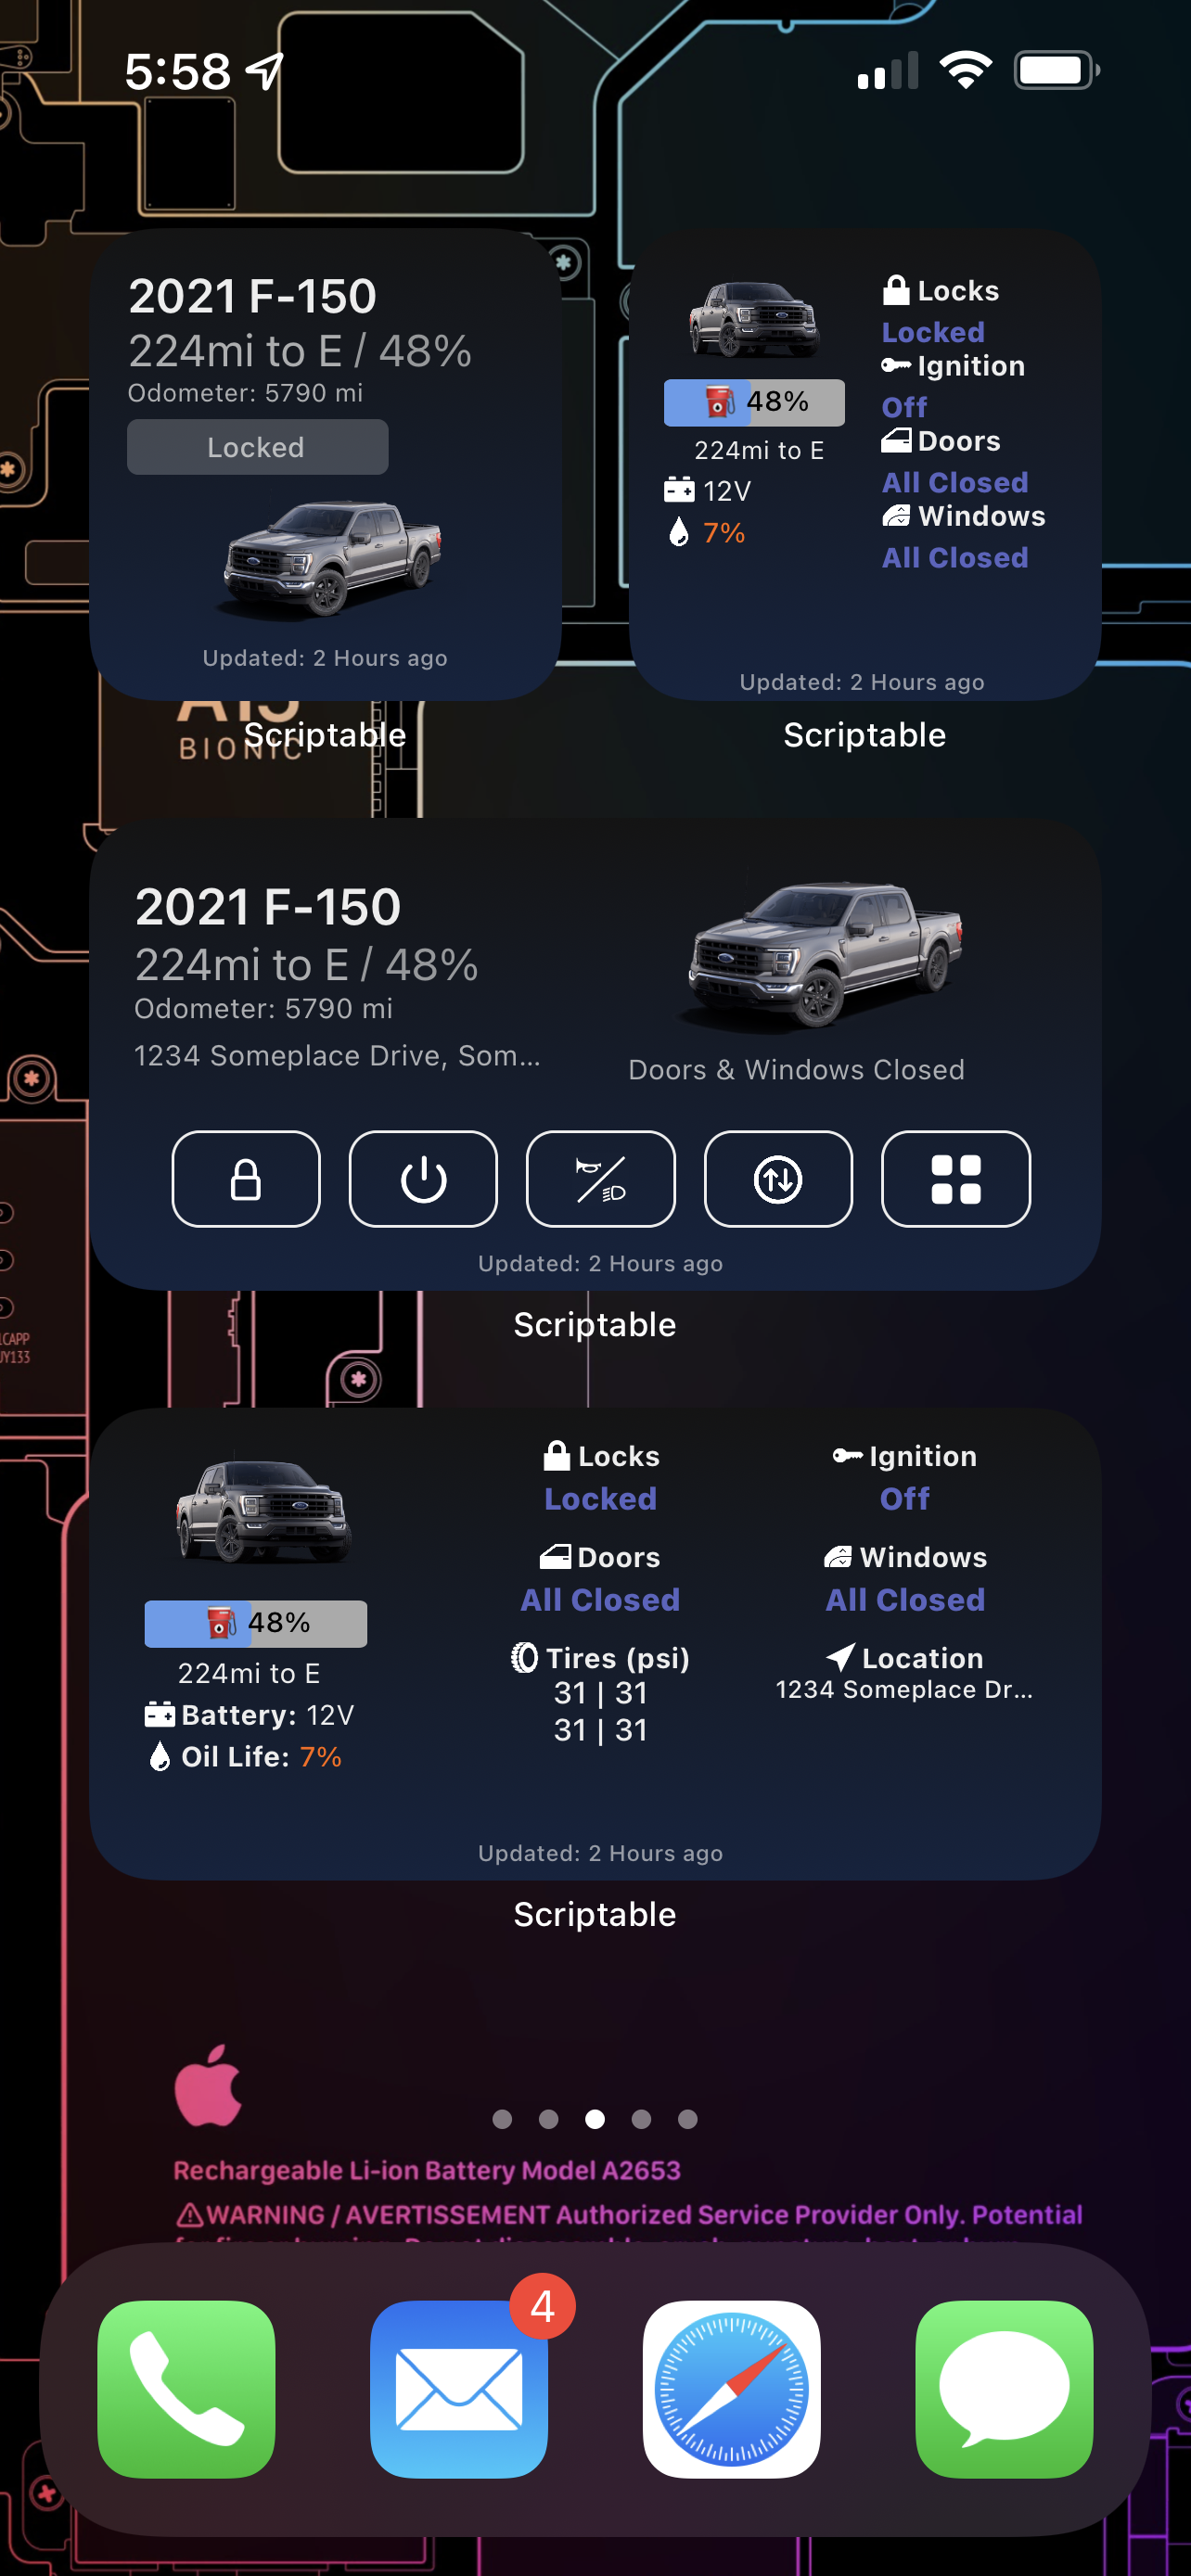 5:58
2021 F-150
224mi to E / 48%
Odometer: 5790 mi
Locked
Updated: 2 Hours ago
Scriptable
48%
224mi to E
12V
7%
Locks
Locked
Ignition
Off
Doors
All Closed
Windows
All Closed
Updated: 2 Hours ago
Scriptable
BIONIC
2021 F-150
224mi to E / 48%
Odometer: 5790 mi
1234 Someplace Drive, Som...
Doors & Windows Closed
Updated: 2 Hours ago
Scriptable
48%
224mi to E
Battery: 12V
Oil Life: 7%
Locks
Locked
Doors
All Closed
Tires (psi)
31 | 31
31 | 31
Ignition
Off
Windows
All Closed
Location
1234 Someplace Dr...
Updated: 2 Hours ago
Scriptable
Rechargeable Li-ion Battery Model A2653
WARNING / AVERTISSEMENT Authorized Service Provider Only. Potential
4